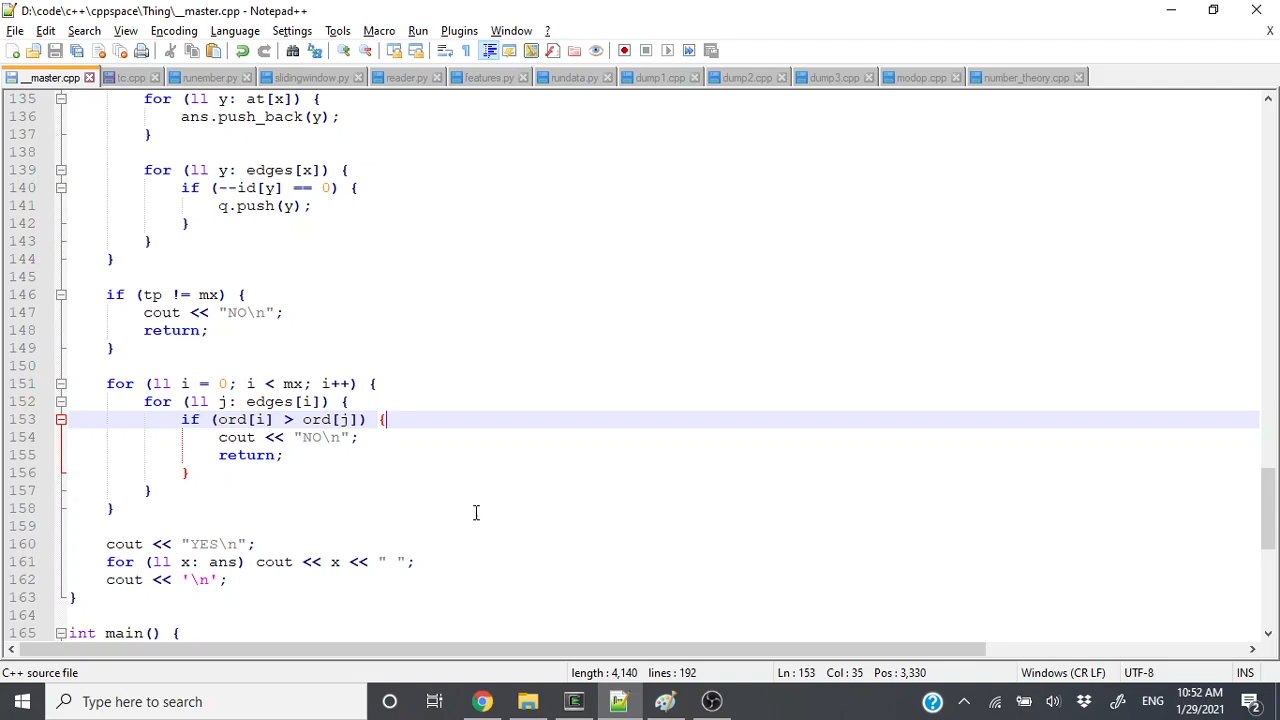 D:\code\c++\cppspace\Thing\__master.cpp - Notepad++
File Edit Search View Encoding Language Settings Tools Macro Run Plugins Window ?
X
__master.cpp tc.cpp runember.py slidingwindow.py reader.py features.py rundata.py dump1.cpp dump2.cpp dump3.cpp modop.cpp number_theory.cpp
135 for (ll y: at[x]) {
136 ans.push_back(y);
137 }
138
139 for (ll y: edges[x]) {
140 if (--id[y] == 0) {
141 q.push(y);
142 }
143 }
144 }
145
146 if (tp != mx) {
147 cout << "NO\n";
148 return;
149 }
150
151 for (ll i = 0; i < mx; i++) {
152 for (ll j: edges[i]) {
153 if (ord[i] > ord[j]) {
154 cout << "NO\n";
155 return;
156 }
157 }
158 }
159
160 cout << "YES\n";
161 for (ll x: ans) cout << x << " ";
162 cout << '\n';
163 }
164
165 int main() {
C++ source file length : 4,140 lines : 192 Ln : 153 Col : 35 Pos : 3,330 Windows (CR LF) UTF-8 INS
Type here to search ENG 10:52 AM
1/29/2021 2